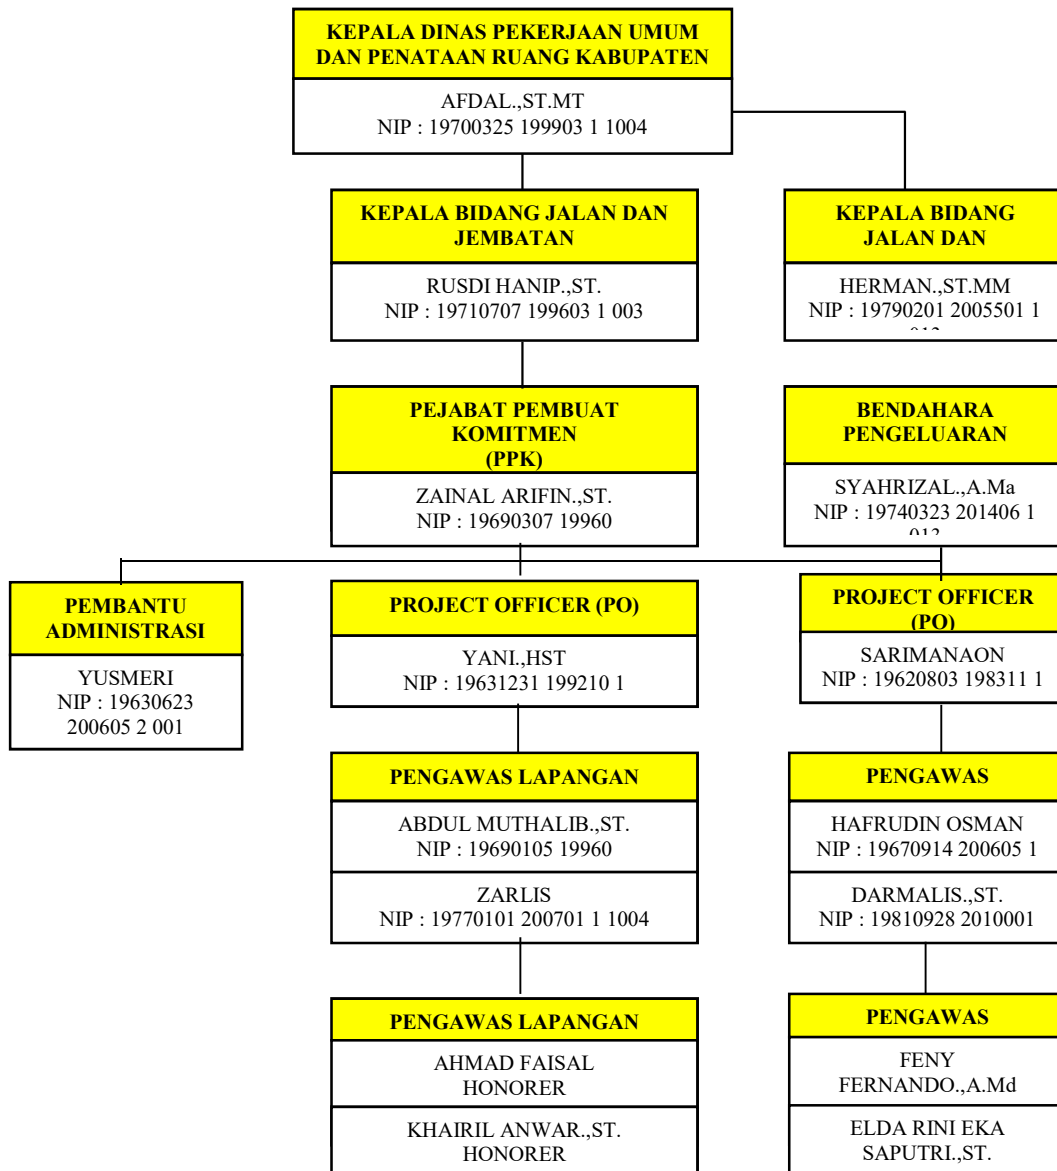 KEPALA DINAS PEKERJAAN UMUM
DAN PENATAAN RUANG KABUPATEN
AFDAL.,ST.MT
NIP : 19700325 199903 1 1004
KEPALA BIDANG JALAN DAN
JEMBATAN
RUSDI HANIP.,ST.
NIP : 19710707 199603 1 003
KEPALA BIDANG
JALAN DAN
HERMAN.,ST.MM
NIP : 19790201 2005501 1
PEJABAT PEMBUAT
KOMITMEN
(PPK)
ZAINAL ARIFIN.,ST.
NIP : 19690307 19960
BENDAHARA
PENGELUARAN
SYAHRIZAL.,A.Ma
NIP : 19740323 201406 1
PEMBANTU
ADMINISTRASI
YUSMERI
NIP : 19630623
200605 2 001
PROJECT OFFICER (PO)
YANI.,HST
NIP : 19631231 199210 1
PROJECT OFFICER
(PO)
SARIMANAON
NIP : 19620803 198311 1
PENGAWAS LAPANGAN
ABDUL MUTHALIB.,ST.
NIP : 19690105 19960
ZARLIS
NIP : 19770101 200701 1 1004
PENGAWAS
HAFRUDIN OSMAN
NIP : 19670914 200605 1
DARMALIS.,ST.
NIP : 19810928 2010001
PENGAWAS LAPANGAN
AHMAD FAISAL
HONORER
KHAIRIL ANWAR.,ST.
HONORER
PENGAWAS
FENY
FERNANDO.,A.Md
ELDA RINI EKA
SAPUTRI.,ST.